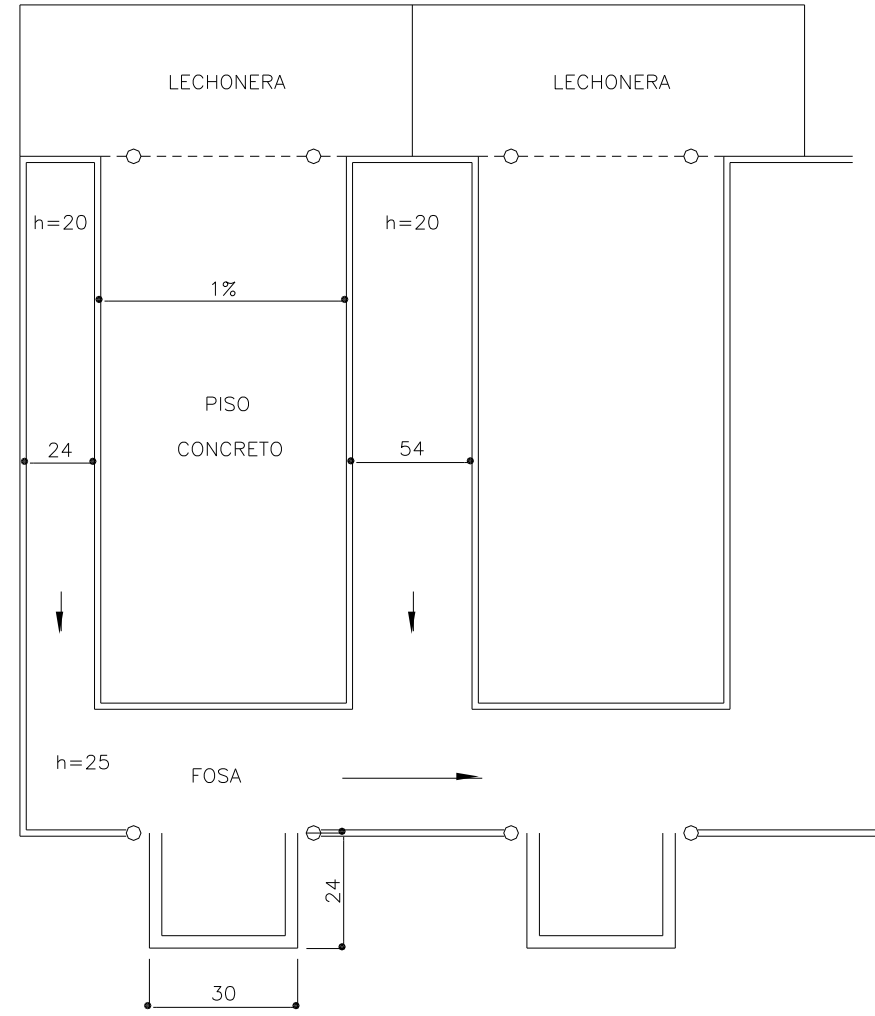 LECHONERA
LECHONERA
h=20
h=20
1%
PISO
CONCRETO
24
54
h=25
FOSA
24
30